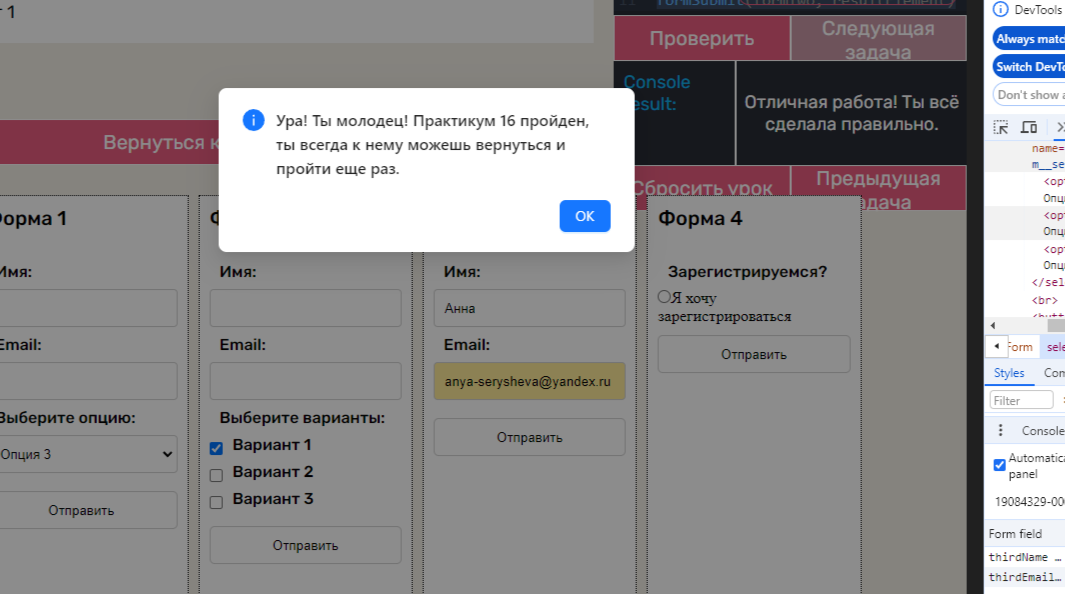 1
formSubmit(formTwo, resultElement)
DevTools
Always matc
Switch DevTo
Don't show a
Проверить
Следующая
задача
Console
esult:
Отличная работа! Ты всё
сделала правильно.
Ура! Ты молодец! Практикум 16 пройден,
ты всегда к нему можешь вернуться и
пройти еще раз.
OK
Вернуться к
Сбросить урок
Предыдущая
задача
орма 1
Имя:
Email:
Выберите опцию:
Опция 3
Отправить
Имя:
Email:
Выберите варианты:
Вариант 1
Вариант 2
Вариант 3
Отправить
Имя:
Анна
Email:
anya-serysheva@yandex.ru
Отправить
Форма 4
Зарегистрируемся?
Я хочу
зарегистрироваться
Отправить
name=
m__se
<opt
Опц
<opt
Опц
<opt
Опц
</sel
<br>
Form
sele
Styles
Com
Filter
Console
Automatica
panel
19084329-00
Form field
thirdName …
thirdEmail…